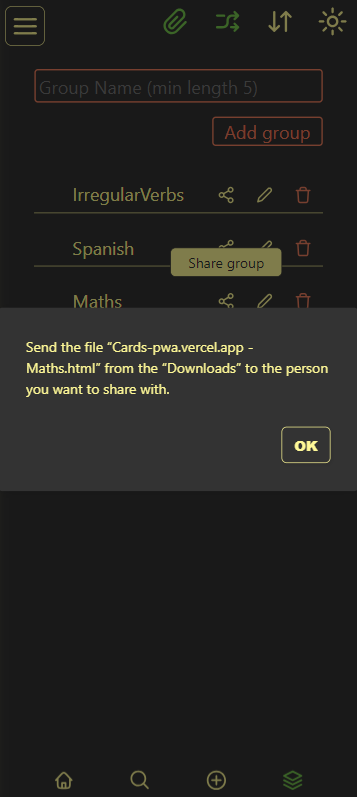 Group Name (min length 5)
Add group
IrregularVerbs
Spanish
Share group
Maths
Send the file “Cards-pwa.vercel.app -
Maths.html” from the “Downloads” to the person
you want to share with.
OK